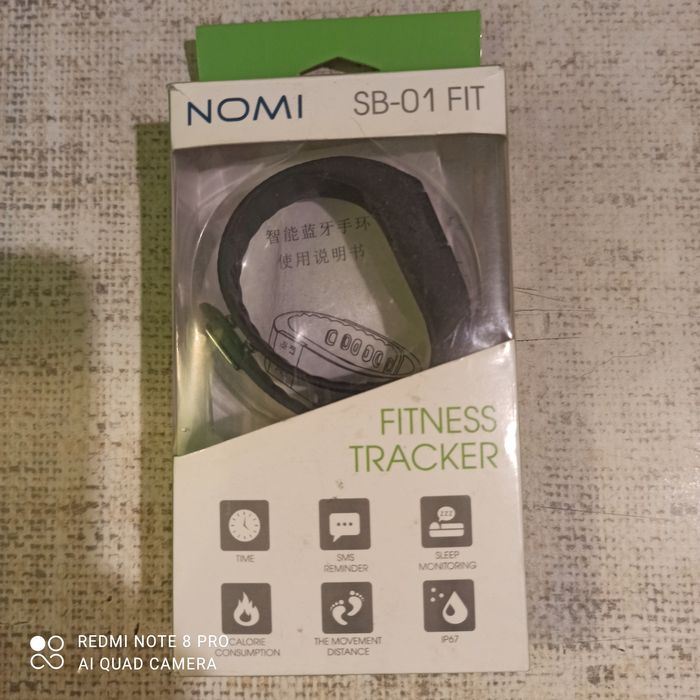 NOMI SB-01 FIT
智能蓝牙手环
使用说明书
FITNESS
TRACKER
TIME
SMS
REMINDER
ZZZ
SLEEP
MONITORING
CALORIE
CONSUMPTION
THE MOVEMENT
DISTANCE
IP67
REDMI NOTE 8 PRO
AI QUAD CAMERA